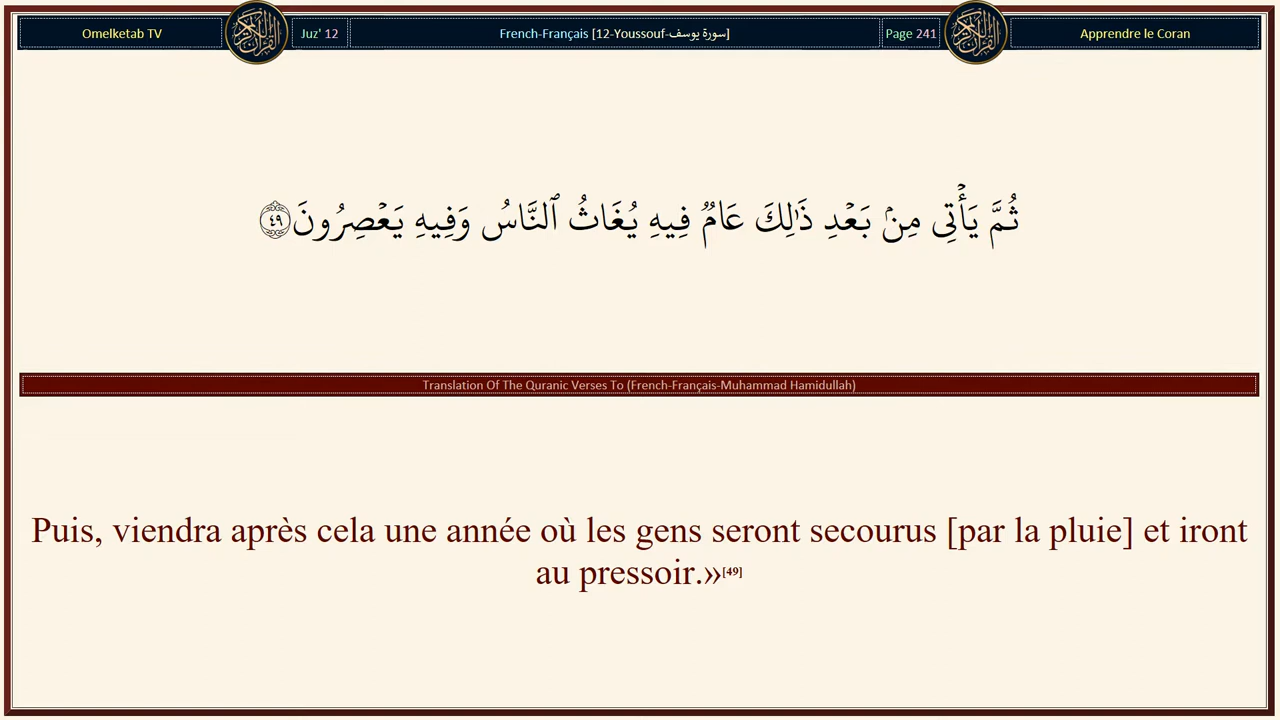 Omelketab TV
Juz' 12
French-Français [12-Youssouf-سورة يوسف]
Page 241
Apprendre le Coran
ثُمَّ يَأْتِى مِنۢ بَعْدِ ذَٰلِكَ عَامٌ فِيهِ يُغَاثُ ٱلنَّاسُ وَفِيهِ يَعْصِرُونَ ٤٩
Translation Of The Quranic Verses To (French-Français-Muhammad Hamidullah)
Puis, viendra après cela une année où les gens seront secourus [par la pluie] et iront
au pressoir.»[49]